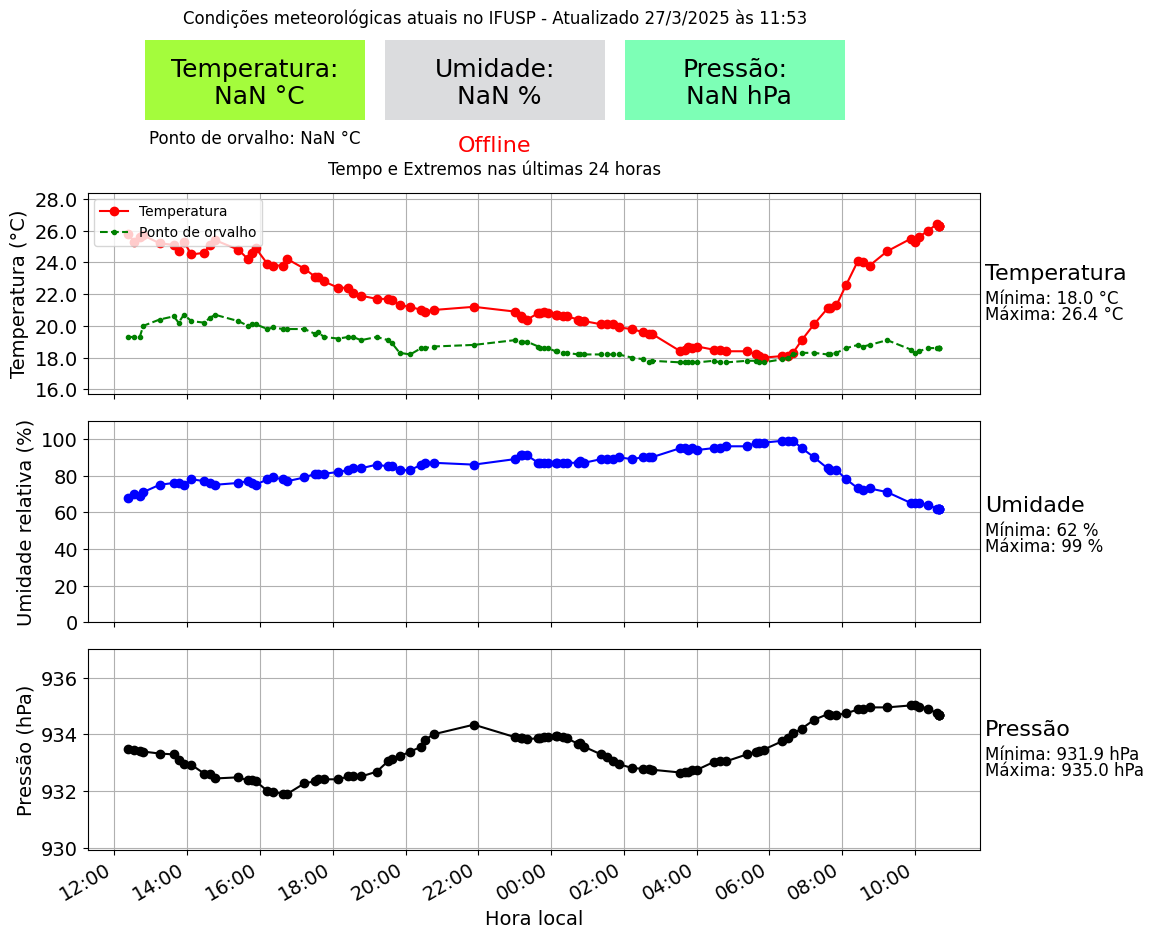 Condições meteorológicas atuais no IFUSP - Atualizado 27/3/2025 às 11:53
Temperatura:
NaN °C
Umidade:
NaN %
Pressão:
NaN hPa
Ponto de orvalho: NaN °C
Offline
Tempo e Extremos nas últimas 24 horas
Temperatura (°C)
28.0
26.0
24.0
22.0
20.0
18.0
16.0
Temperatura
Ponto de orvalho
Temperatura
Mínima: 18.0 °C
Máxima: 26.4 °C
Umidade relativa (%)
100
80
60
40
20
0
Umidade
Mínima: 62 %
Máxima: 99 %
Pressão (hPa)
936
934
932
930
Pressão
Mínima: 931.9 hPa
Máxima: 935.0 hPa
12:00 14:00 16:00 18:00 20:00 22:00 00:00 02:00 04:00 06:00 08:00 10:00
Hora local